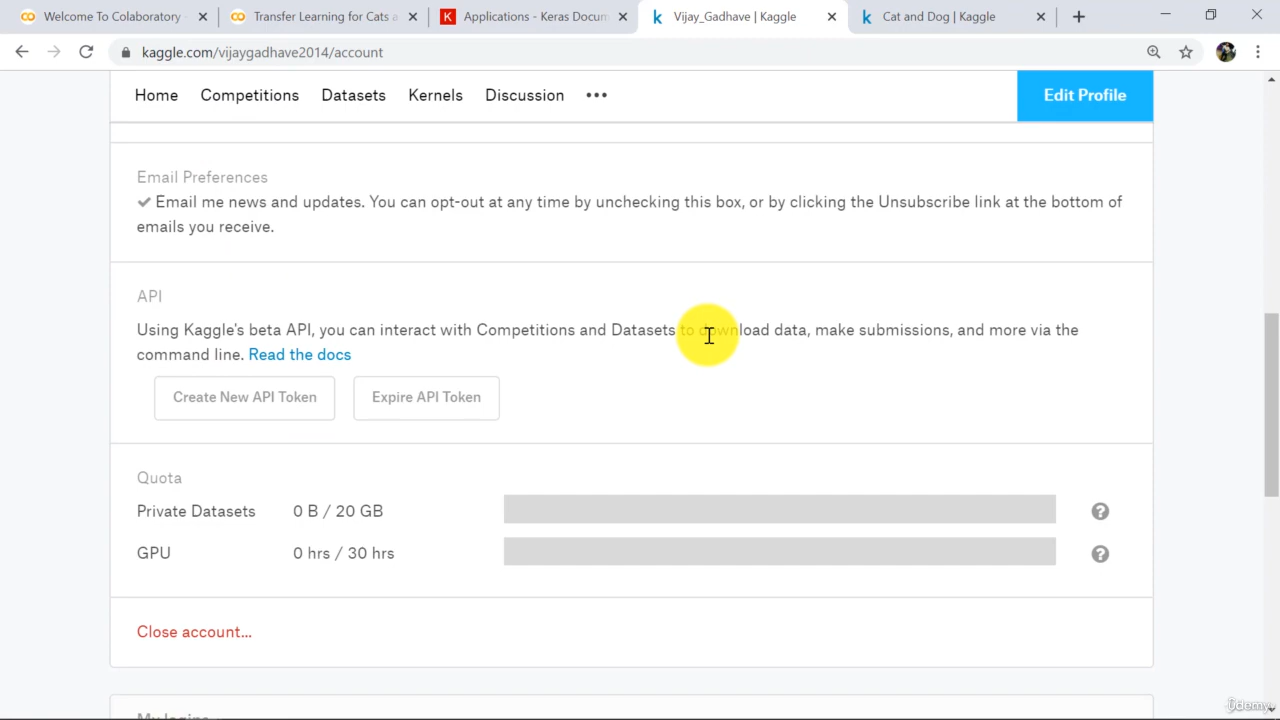 Welcome To Colaboratory
Transfer Learning for Cats a
Applications - Keras Docum
Vijay_Gadhave | Kaggle
Cat and Dog | Kaggle
kaggle.com/vijaygadhave2014/account
Home Competitions Datasets Kernels Discussion
Edit Profile
Email Preferences
Email me news and updates. You can opt-out at any time by unchecking this box, or by clicking the Unsubscribe link at the bottom of
emails you receive.
API
Using Kaggle's beta API, you can interact with Competitions and Datasets to download data, make submissions, and more via the
command line. Read the docs
Create New API Token Expire API Token
Quota
Private Datasets 0 B / 20 GB
GPU 0 hrs / 30 hrs
Close account...
My logins
Udemy